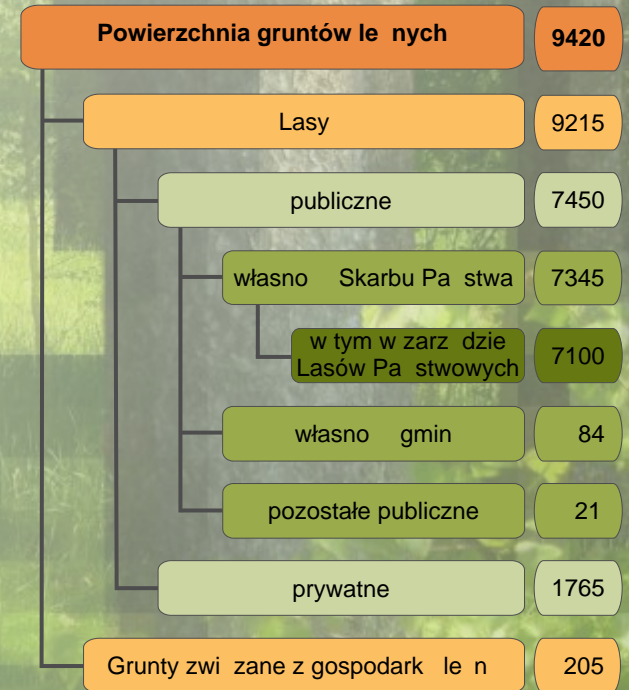 Powierzchnia gruntów le nych 9420
Lasy 9215
publiczne 7450
własno Skarbu Pa stwa 7345
w tym w zarz dzie
Lasów Pa stwowych 7100
własno gmin 84
pozostałe publiczne 21
prywatne 1765
Grunty zwi zane z gospodark le n 205